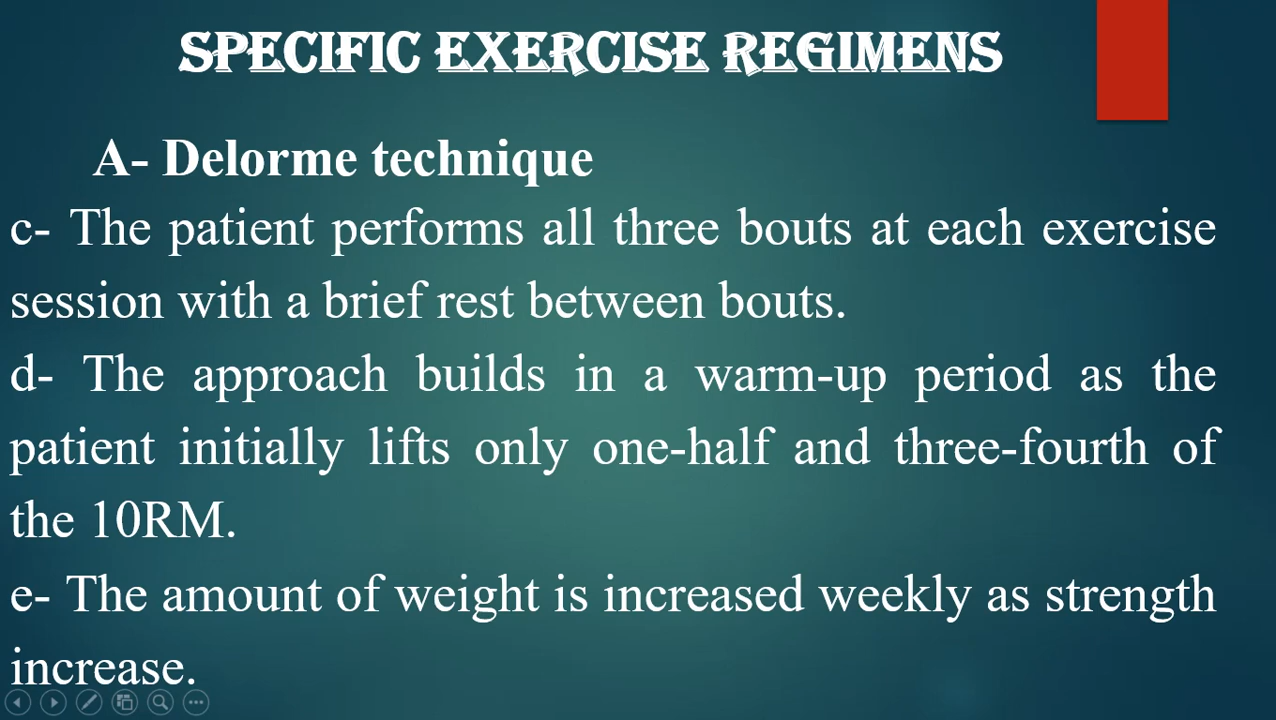 SPECIFIC EXERCISE REGIMENS
A- Delorme technique
c- The patient performs all three bouts at each exercise
session with a brief rest between bouts.
d- The approach builds in a warm-up period as the
patient initially lifts only one-half and three-fourth of
the 10RM.
e- The amount of weight is increased weekly as strength
increase.